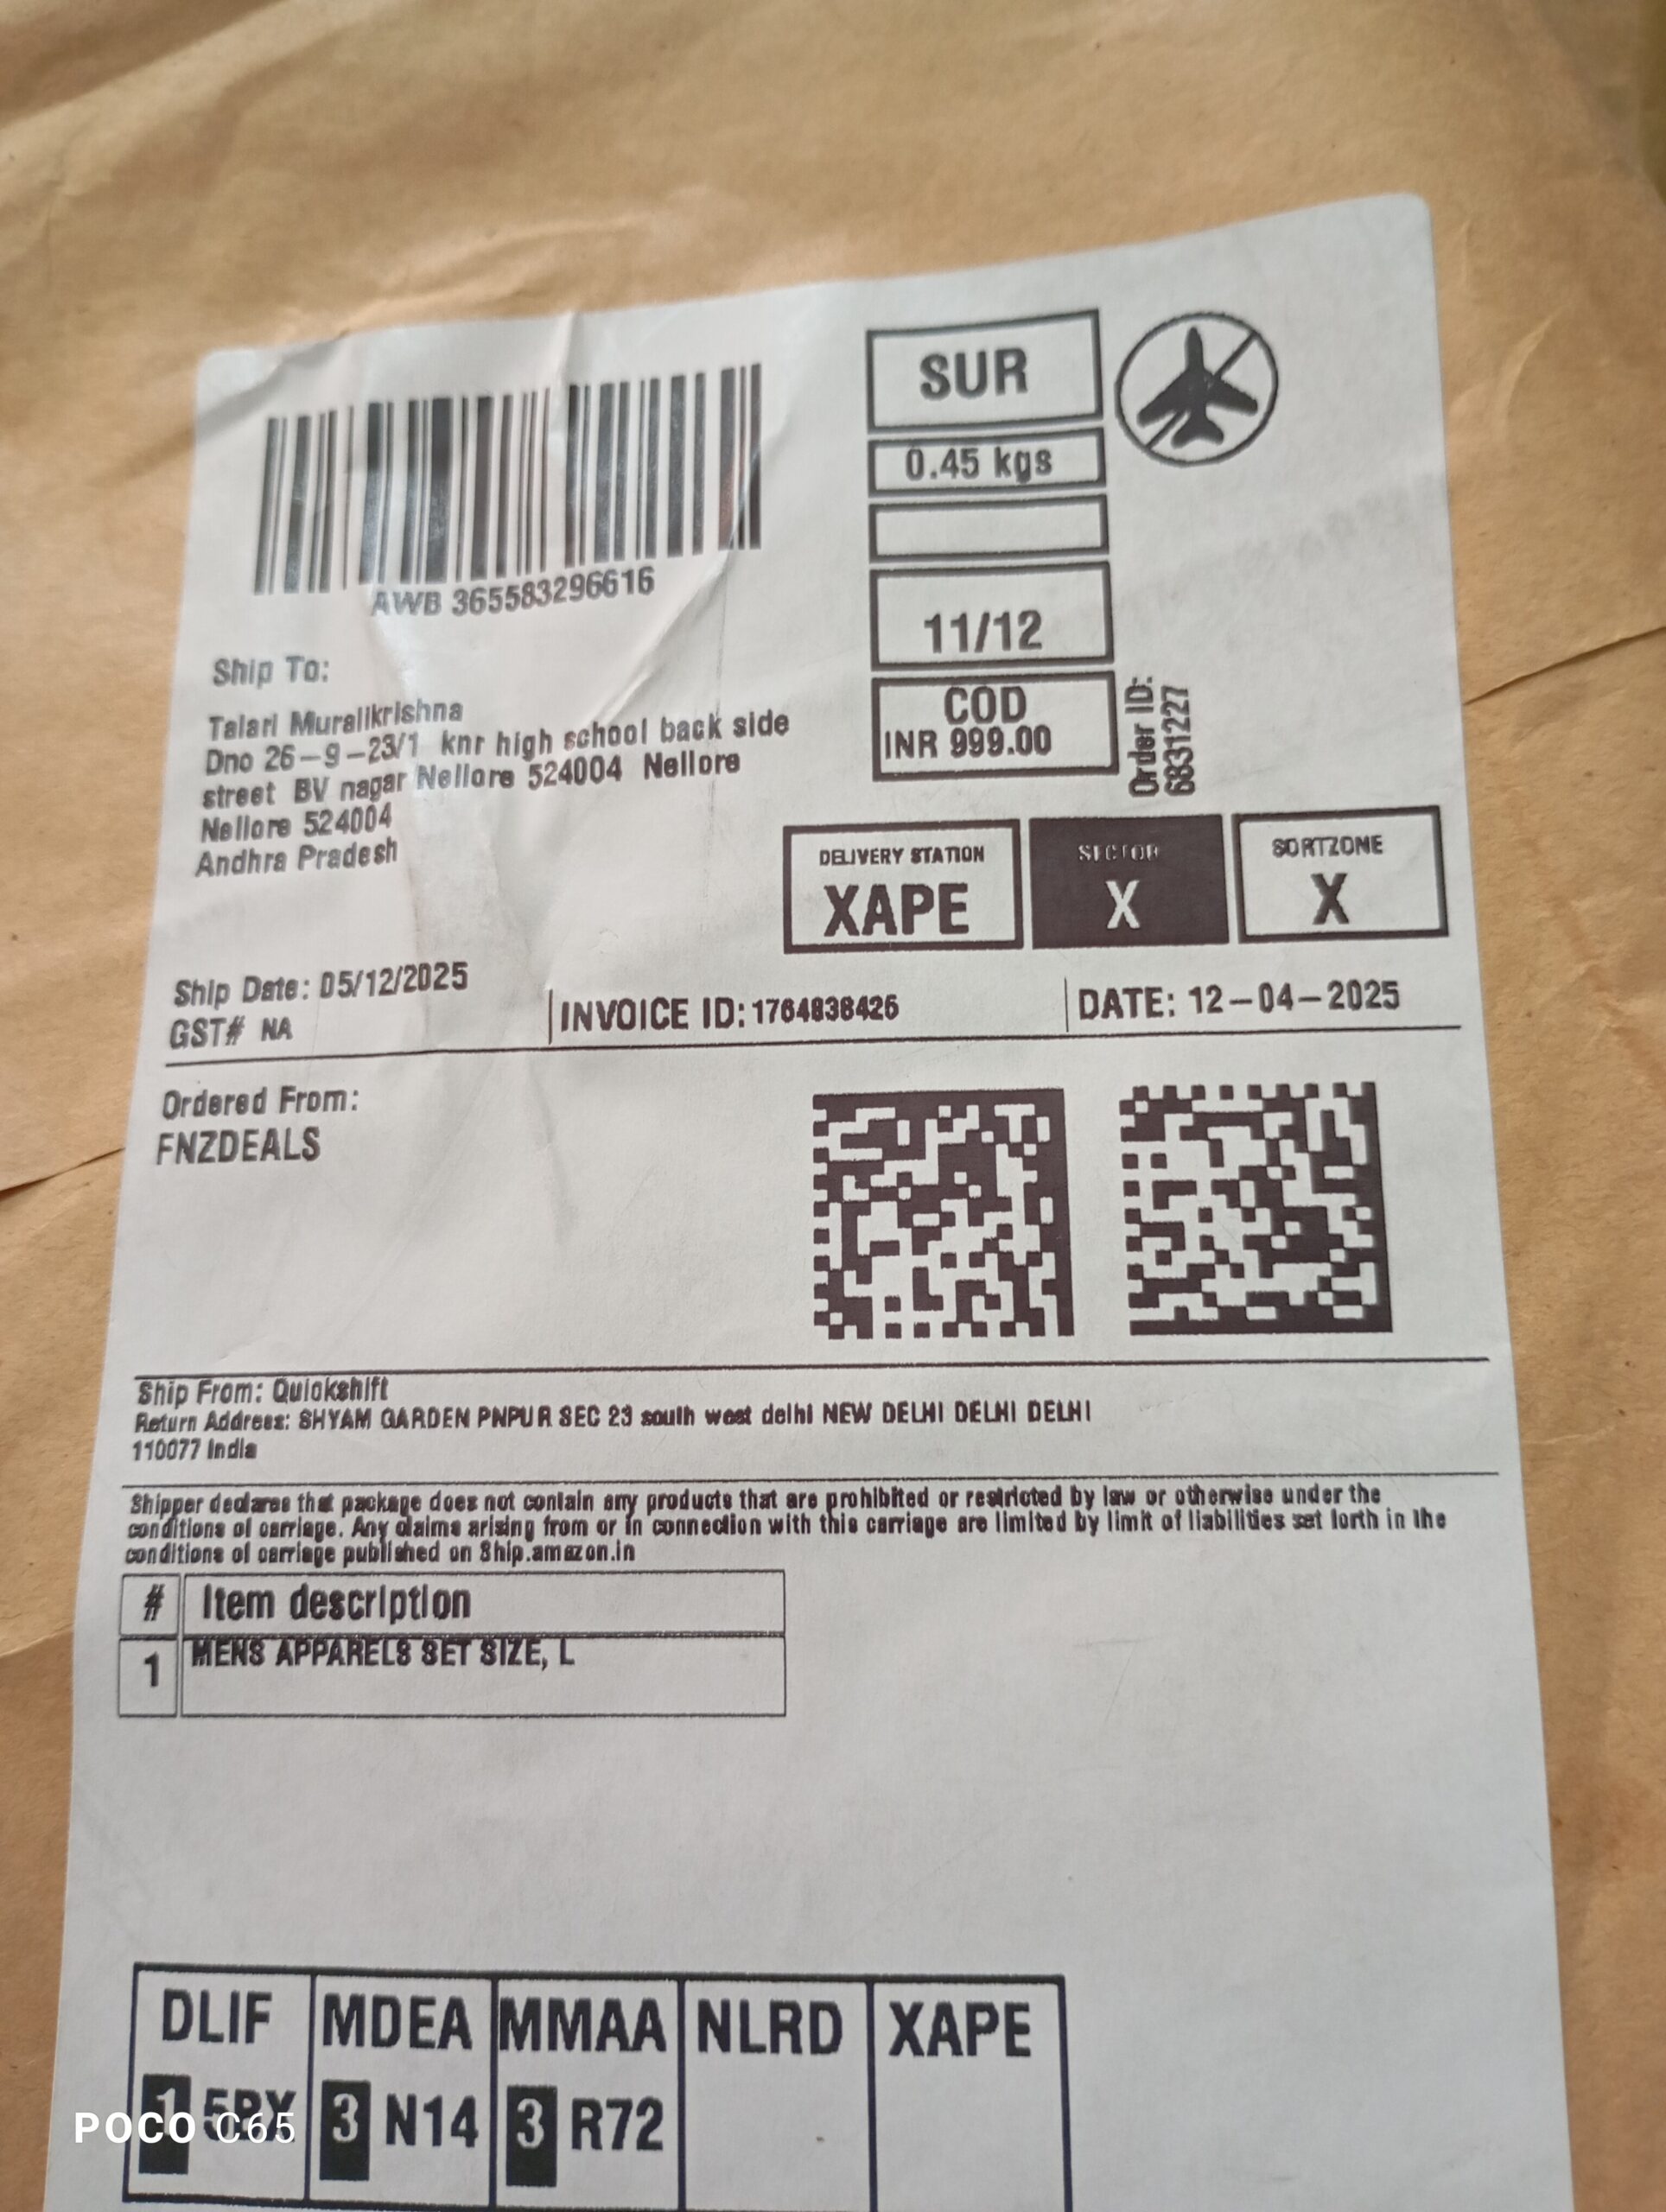 SUR
0.45 kgs
AWB 365583296616
11/12
Ship To:
Talari Muralikrishna
Dno 26-9-23/1 knr high school back side
street BV nagar Nellore 524004 Nellore
Nellore 524004
Andhra Pradesh
COD
INR 999.00
Order ID:
6831227
DELIVERY STATION
XAPE
SECTOR
X
SORTZONE
X
Ship Date: 05/12/2025
GST# NA
INVOICE ID: 1764838426
DATE: 12-04-2025
Ordered From:
FNZDEALS
Ship From: Quickshift
Return Address: SHYAM GARDEN PNPUR SEC 23 south west delhi NEW DELHI DELHI DELHI
110077 India
Shipper declares that package does not contain any products that are prohibited or restricted by law or otherwise under the
conditions of carriage. Any claims arising from or in connection with this carriage are limited by limit of liabilities set forth in the
conditions of carriage published on Ship.amazon.in
# Item description
1 MENS APPARELS SET SIZE, L
DLIF MDEA MMAA NLRD XAPE
1 3 N14 3 R72
POCO C65